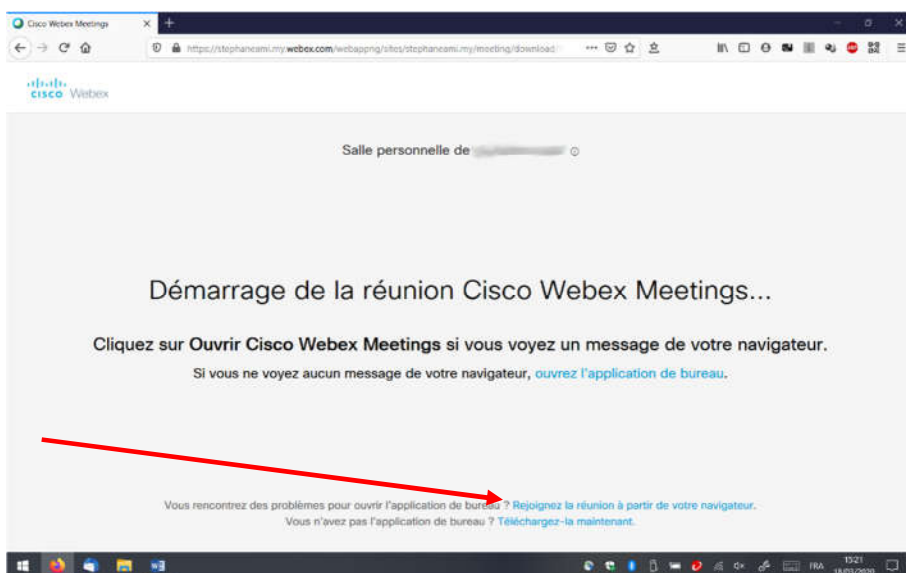 Cisco Webex Meetings
https://stephaneami.my.webex.com/webappng/sites/stephaneami.my/meeting/download
cisco Webex
Salle personnelle de
Démarrage de la réunion Cisco Webex Meetings...
Cliquez sur Ouvrir Cisco Webex Meetings si vous voyez un message de votre navigateur.
Si vous ne voyez aucun message de votre navigateur, ouvrez l'application de bureau.
Vous rencontrez des problèmes pour ouvrir l'application de bureau ? Rejoignez la réunion à partir de votre navigateur.
Vous n'avez pas l'application de bureau ? Téléchargez-la maintenant.
FRA
15:21
18/03/2020